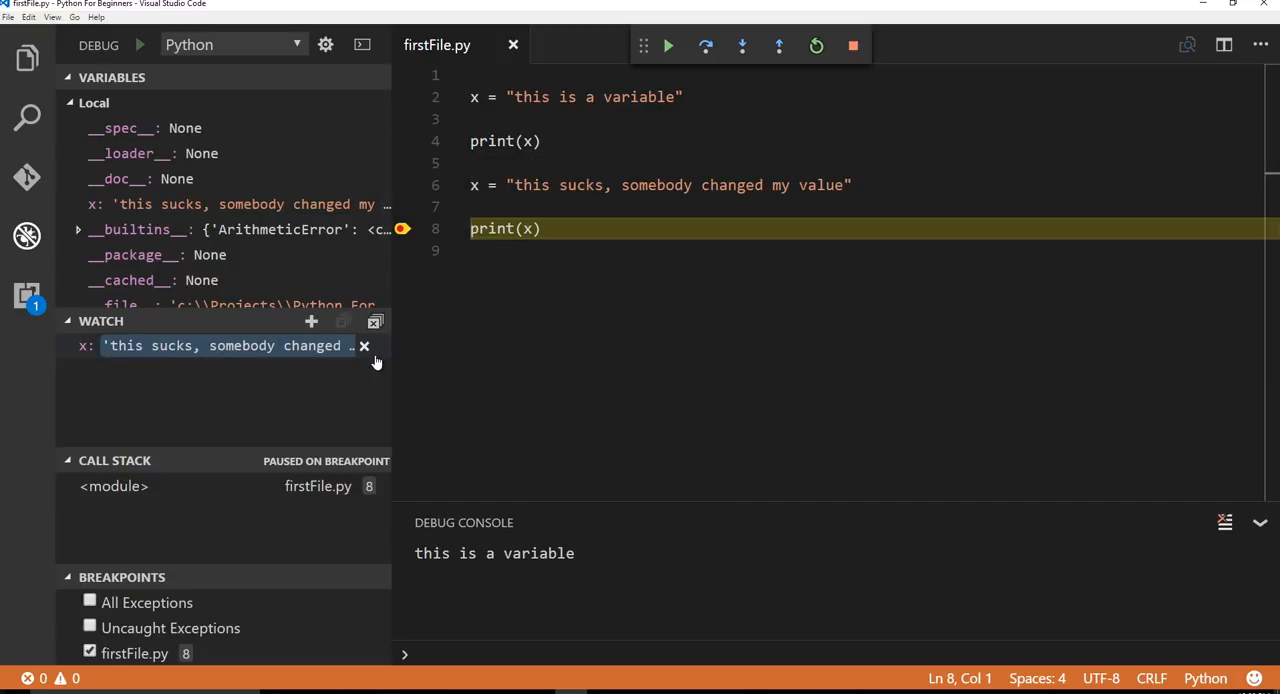 firstFile.py - Python For Beginners - Visual Studio Code
File Edit View Go Help
DEBUG Python
VARIABLES
Local
__spec__: None
__loader__: None
__doc__: None
x: 'this sucks, somebody changed my …
__builtins__: {'ArithmeticError': <c…
__package__: None
__cached__: None
__file__: 'c:\\Projects\\Python For
WATCH
x: 'this sucks, somebody changed …
CALL STACK PAUSED ON BREAKPOINT
<module> firstFile.py 8
BREAKPOINTS
All Exceptions
Uncaught Exceptions
firstFile.py 8
1
firstFile.py
1
2 x = "this is a variable"
3
4 print(x)
5
6 x = "this sucks, somebody changed my value"
7
8 print(x)
9
DEBUG CONSOLE
this is a variable
0 0 Ln 8, Col 1 Spaces: 4 UTF-8 CRLF Python